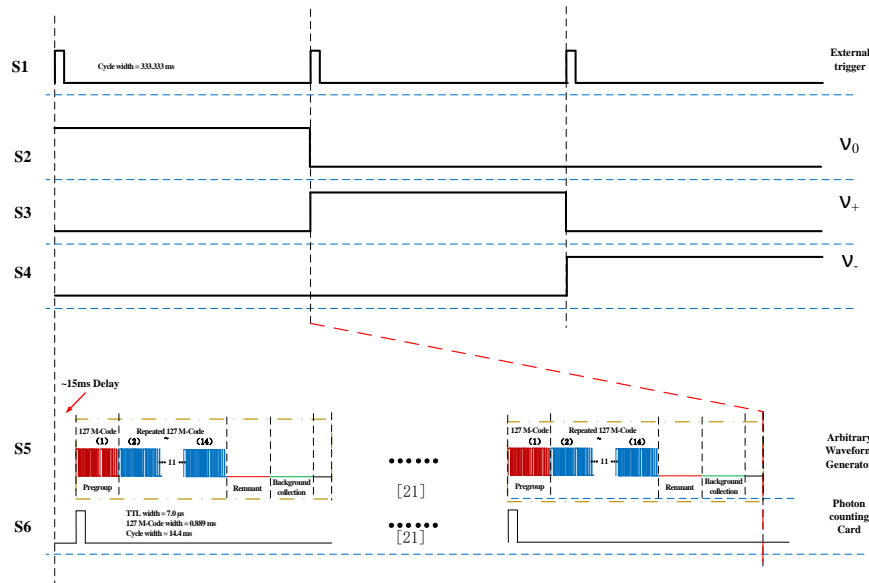 S1
Cycle width = 333.333 ms
External
trigger
S2
ν0
S3
ν+
S4
ν-
~15ms Delay
127 M-Code
Repeated 127 M-Code
127 M-Code
Repeated 127 M-Code
(1)
(2)
~
(14)
(1)
(2)
~
(14)
S5
11
11
Arbitrary
Waveform
Generator
Pregroup
Remnant
Background
collection
[21]
Pregroup
Remnant
Background
collection
S6
TTL width = 7.0 μs
127 M-Code width = 0.889 ms
Cycle width = 14.4 ms
[21]
Photon
counting
Card